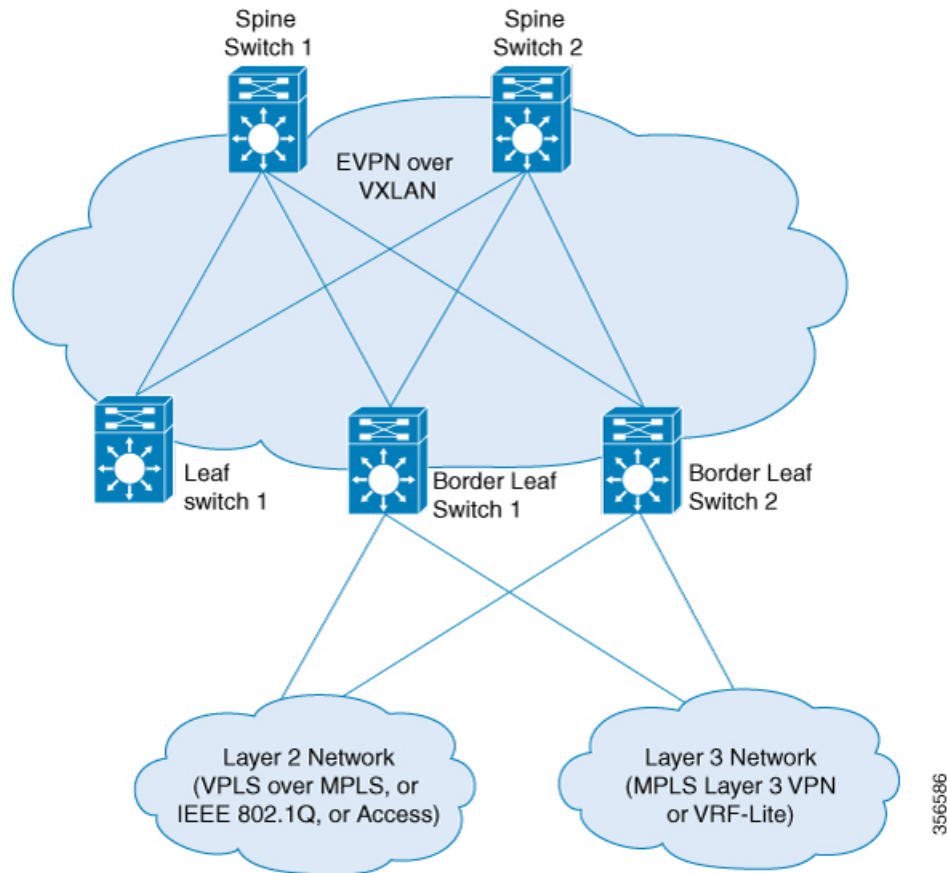 Spine
Switch 1
Spine
Switch 2
EVPN over
VXLAN
Leaf
switch 1
Border Leaf
Switch 1
Border Leaf
Switch 2
Layer 2 Network
(VPLS over MPLS, or
IEEE 802.1Q, or Access)
Layer 3 Network
(MPLS Layer 3 VPN
or VRF-Lite)
356586